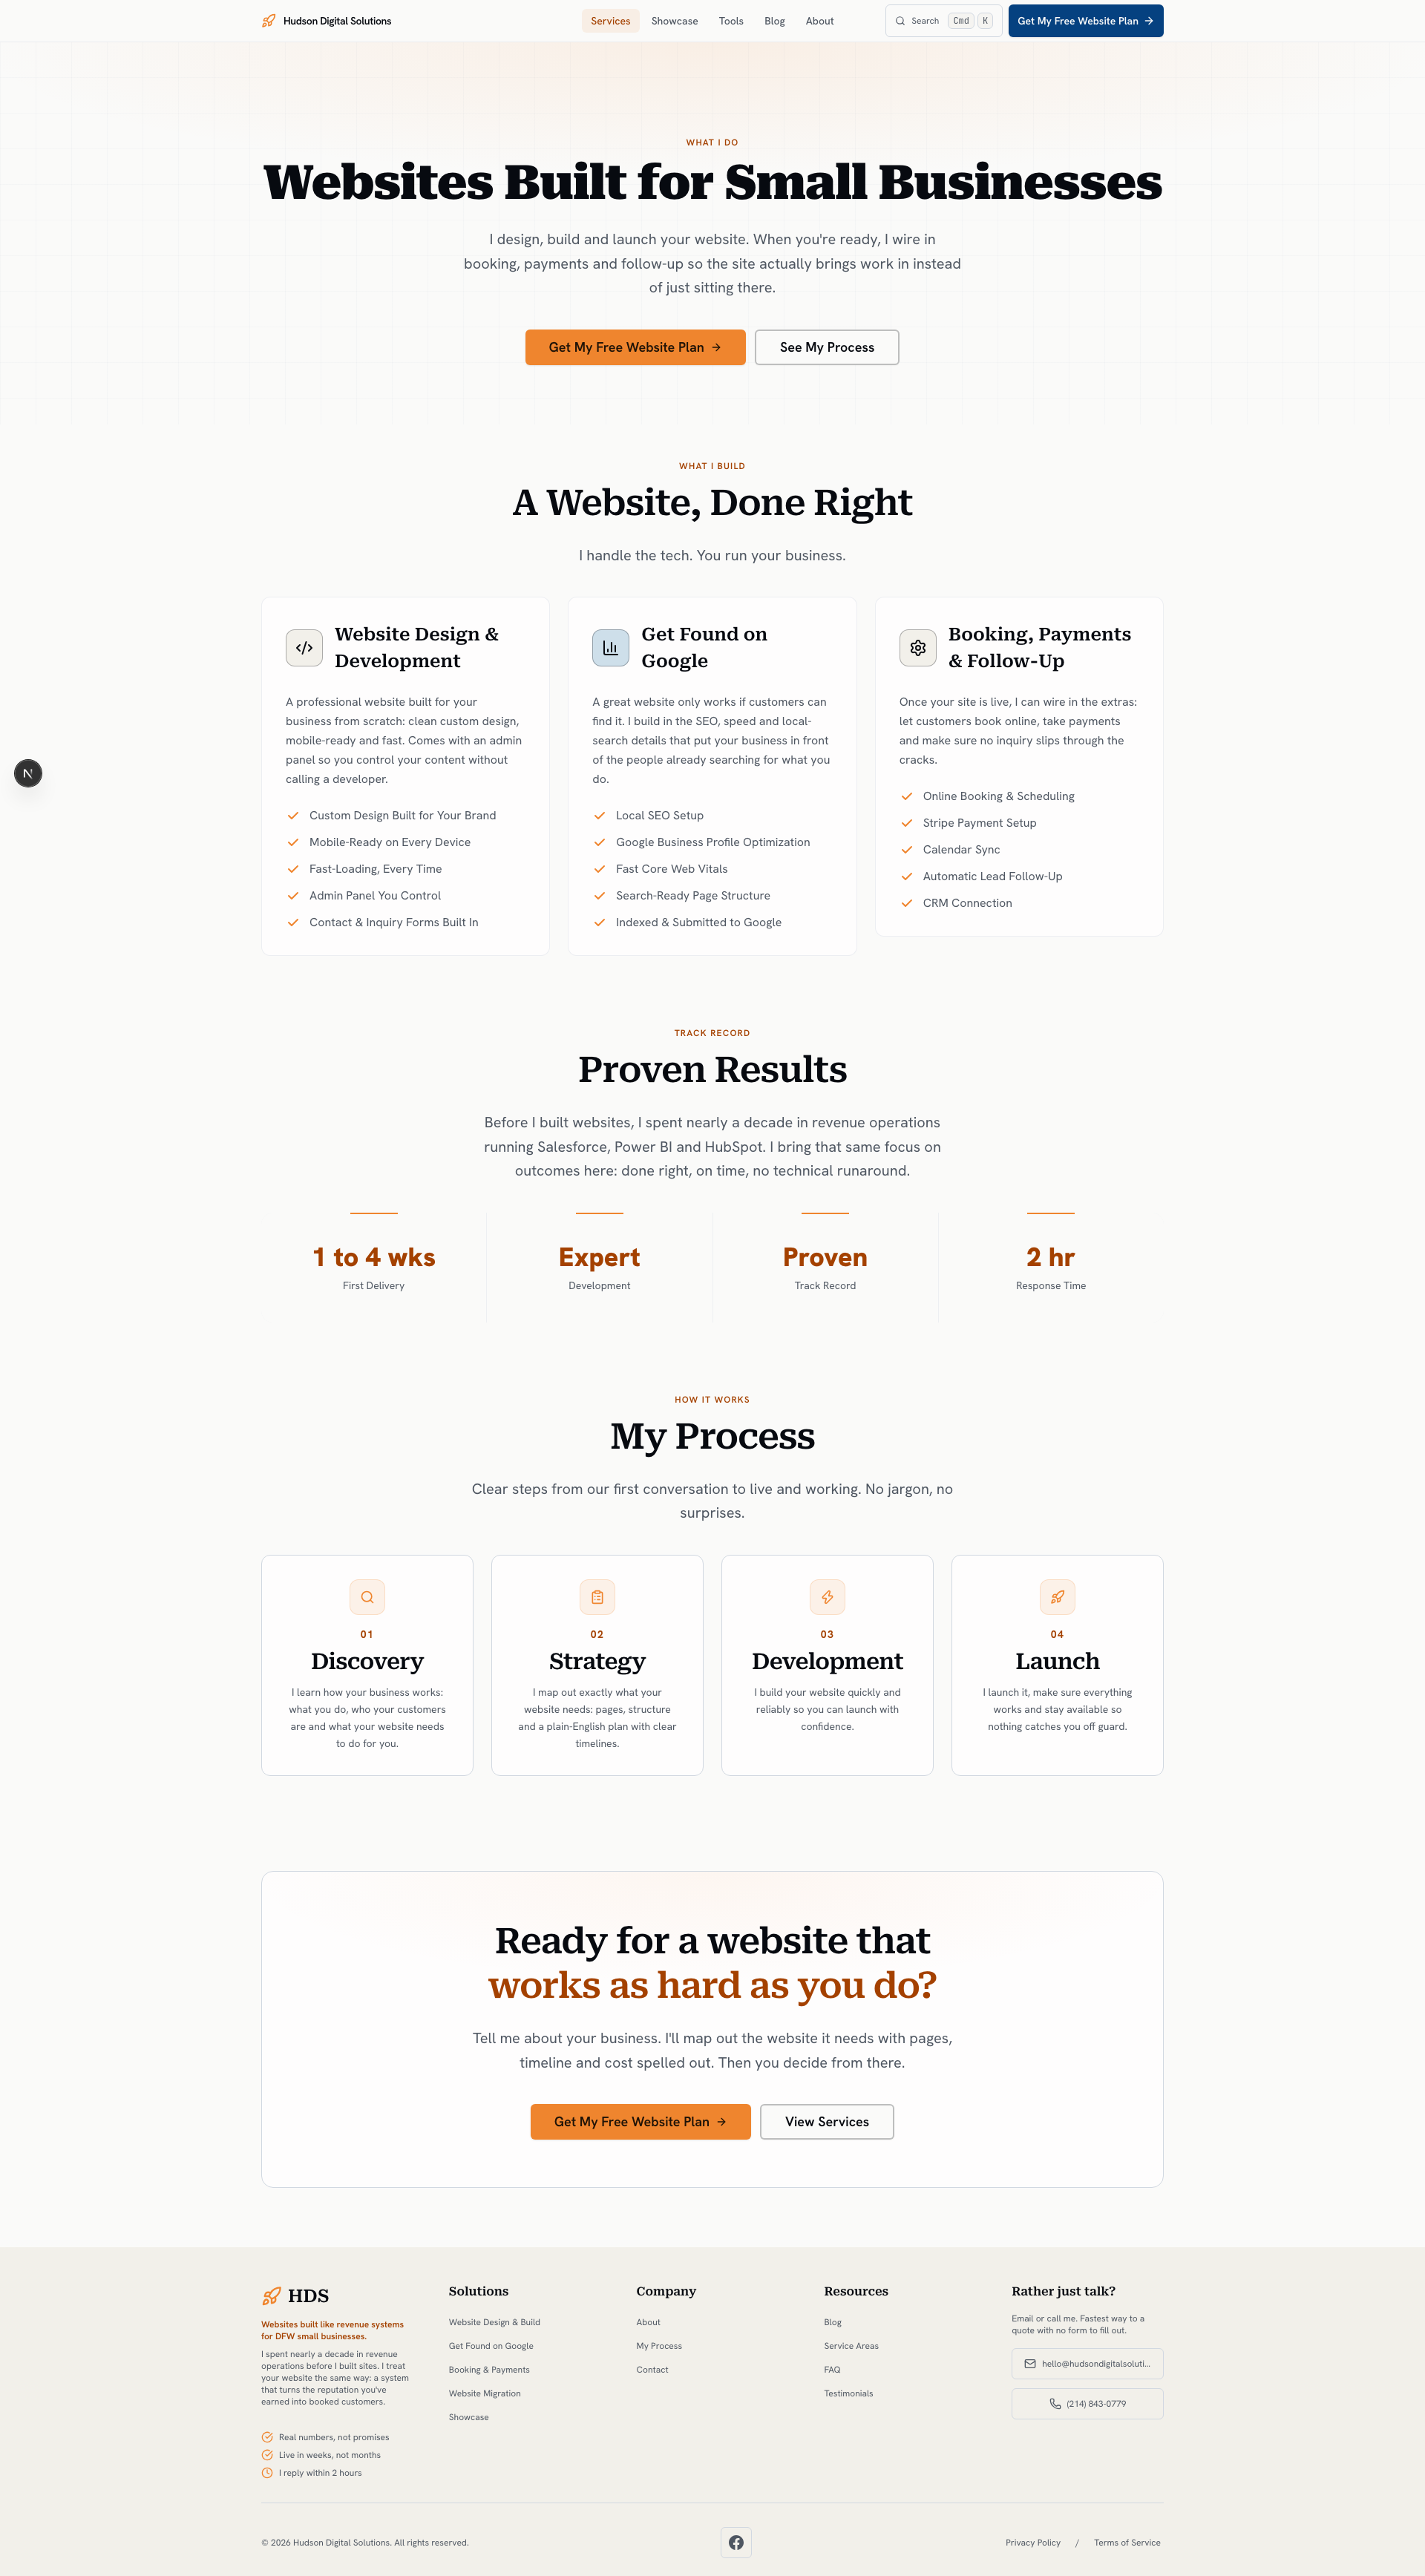 Hudson Digital Solutions
Services Showcase Tools Blog About
Search Cmd K
Get My Free Website Plan
WHAT I DO
Websites Built for Small Businesses
I design, build and launch your website. When you're ready, I wire in
booking, payments and follow-up so the site actually brings work in instead
of just sitting there.
Get My Free Website Plan
See My Process
WHAT I BUILD
A Website, Done Right
I handle the tech. You run your business.
Website Design &
Development
A professional website built for your
business from scratch: clean custom design,
mobile-ready and fast. Comes with an admin
panel so you control your content without
calling a developer.
Custom Design Built for Your Brand
Mobile-Ready on Every Device
Fast-Loading, Every Time
Admin Panel You Control
Contact & Inquiry Forms Built In
Get Found on
Google
A great website only works if customers can
find it. I build in the SEO, speed and local-
search details that put your business in front
of the people already searching for what you
do.
Local SEO Setup
Google Business Profile Optimization
Fast Core Web Vitals
Search-Ready Page Structure
Indexed & Submitted to Google
Booking, Payments
& Follow-Up
Once your site is live, I can wire in the extras:
let customers book online, take payments
and make sure no inquiry slips through the
cracks.
Online Booking & Scheduling
Stripe Payment Setup
Calendar Sync
Automatic Lead Follow-Up
CRM Connection
N
TRACK RECORD
Proven Results
Before I built websites, I spent nearly a decade in revenue operations
running Salesforce, Power BI and HubSpot. I bring that same focus on
outcomes here: done right, on time, no technical runaround.
1 to 4 wks
First Delivery
Expert
Development
Proven
Track Record
2 hr
Response Time
HOW IT WORKS
My Process
Clear steps from our first conversation to live and working. No jargon, no
surprises.
01
Discovery
I learn how your business works:
what you do, who your customers
are and what your website needs
to do for you.
02
Strategy
I map out exactly what your
website needs: pages, structure
and a plain-English plan with clear
timelines.
03
Development
I build your website quickly and
reliably so you can launch with
confidence.
04
Launch
I launch it, make sure everything
works and stay available so
nothing catches you off guard.
Ready for a website that
works as hard as you do?
Tell me about your business. I'll map out the website it needs with pages,
timeline and cost spelled out. Then you decide from there.
Get My Free Website Plan
View Services
HDS
Websites built like revenue systems
for DFW small businesses.
I spent nearly a decade in revenue
operations before I built sites. I treat
your website the same way: a system
that turns the reputation you've
earned into booked customers.
Real numbers, not promises
Live in weeks, not months
I reply within 2 hours
Solutions
Website Design & Build
Get Found on Google
Booking & Payments
Website Migration
Showcase
Company
About
My Process
Contact
Resources
Blog
Service Areas
FAQ
Testimonials
Rather just talk?
Email or call me. Fastest way to a
quote with no form to fill out.
hello@hudsondigitalsoluti...
(214) 843-0779
© 2026 Hudson Digital Solutions. All rights reserved.
Privacy Policy / Terms of Service